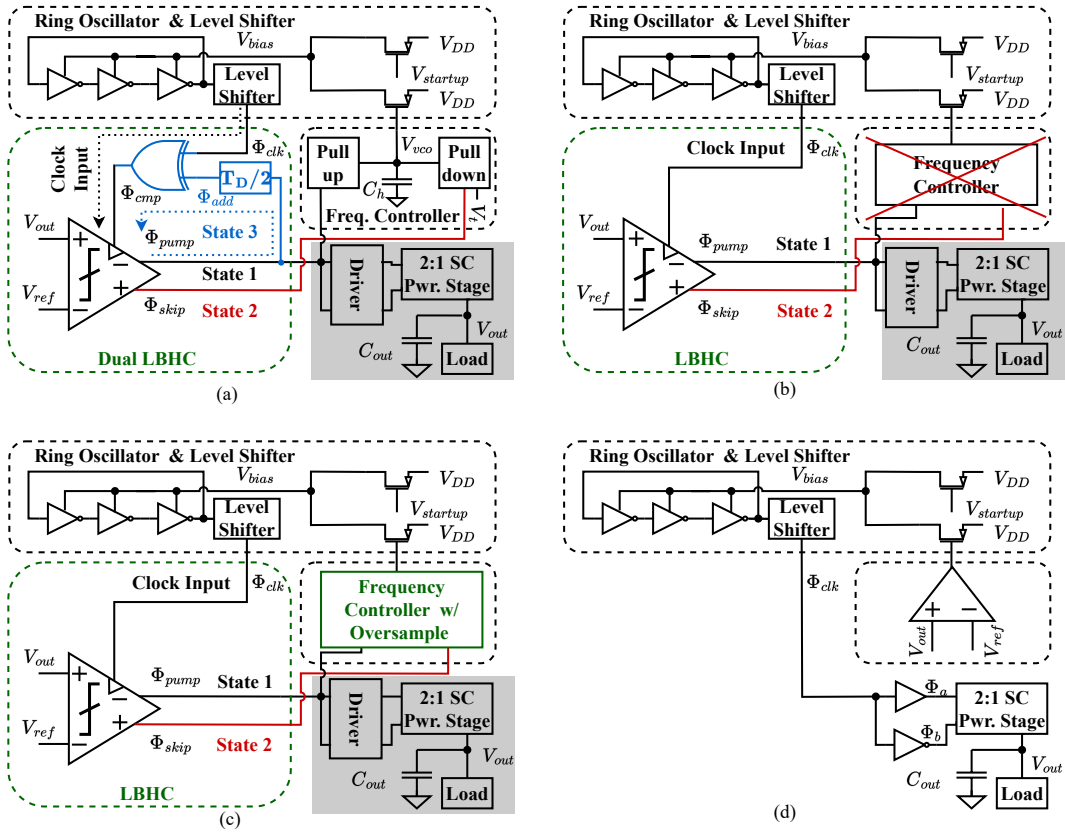 Ring Oscillator & Level Shifter
V_bias
V_DD
Level
Shifter
V_startup
V_DD
Clock
Input
Φ_clk
V_vco
Pull
up
Pull
down
T_D/2
Φ_cmp
Φ_add
C_h
V_i
Freq. Controller
V_out
Φ_pump
State 3
State 1
V_ref
Φ_skip
State 2
Driver
2:1 SC
Pwr. Stage
V_out
C_out
Load
Dual LBHC
(a)
Ring Oscillator & Level Shifter
V_bias
V_DD
Level
Shifter
V_startup
V_DD
Clock Input
Φ_clk
Frequency
Controller
V_out
Φ_pump
State 1
V_ref
Φ_skip
State 2
Driver
2:1 SC
Pwr. Stage
V_out
C_out
Load
LBHC
(b)
Ring Oscillator & Level Shifter
V_bias
V_DD
Level
Shifter
V_startup
V_DD
Clock Input
Φ_clk
Frequency
Controller w/
Oversample
V_out
Φ_pump
State 1
V_ref
Φ_skip
State 2
Driver
2:1 SC
Pwr. Stage
V_out
C_out
Load
LBHC
(c)
Ring Oscillator & Level Shifter
V_bias
V_DD
Level
Shifter
V_startup
V_DD
Φ_clk
V_out
V_ref
Φ_a
Φ_b
2:1 SC
Pwr. Stage
V_out
C_out
Load
(d)